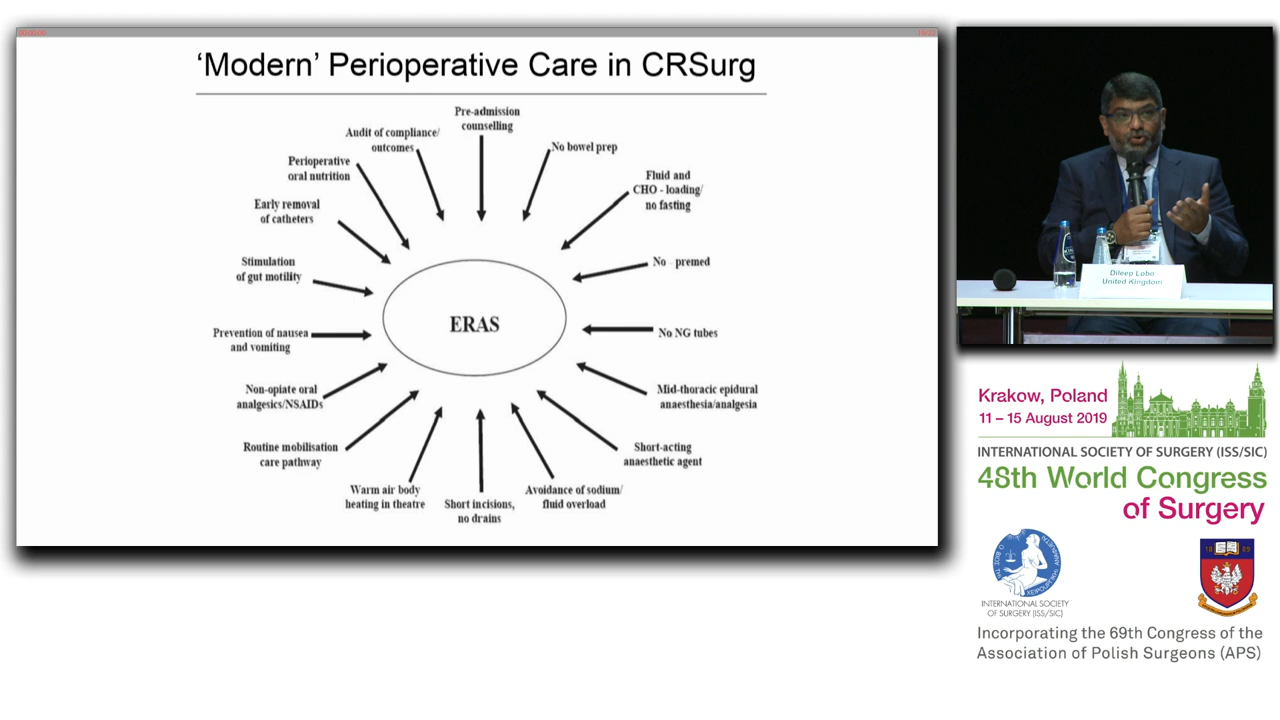 00:00:00
‘Modern’ Perioperative Care in CRSurg
Pre-admission
counselling
Audit of compliance/
outcomes
No bowel prep
Perioperative
oral nutrition
Fluid and
CHO - loading/
no fasting
Early removal
of catheters
Stimulation
of gut motility
No - premed
ERAS
Prevention of nausea
and vomiting
No NG tubes
Non-opiate oral
analgesics/NSAIDs
Mid-thoracic epidural
anaesthesia/analgesia
Routine mobilisation
care pathway
Short-acting
anaesthetic agent
Warm air body
heating in theatre
Short incisions,
no drains
Avoidance of sodium/
fluid overload
Dileep Lobo
United Kingdom
Krakow, Poland
11 – 15 August 2019
INTERNATIONAL SOCIETY OF SURGERY (ISS/SIC)
48th World Congress
of Surgery
INTERNATIONAL SOCIETY
OF SURGERY (ISS/SIC)
18 89
Incorporating the 69th Congress of the
Association of Polish Surgeons (APS)